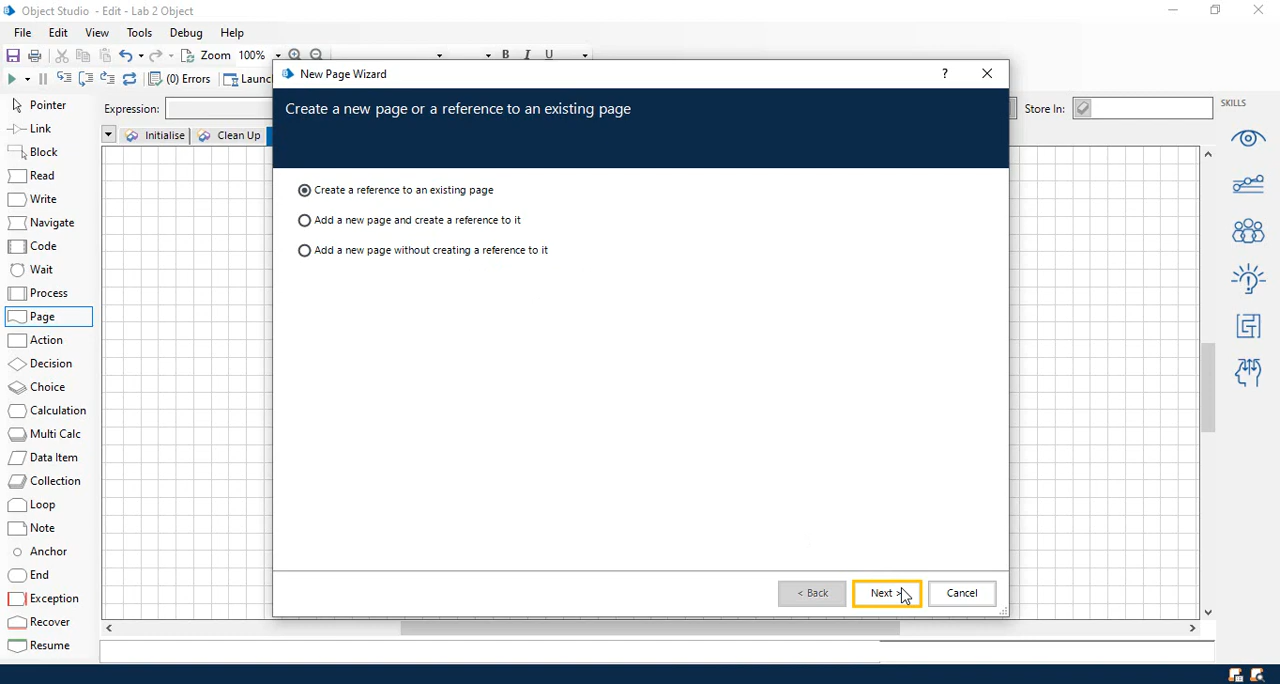 Object Studio - Edit - Lab 2 Object
File Edit View Tools Debug Help
Zoom 100% B I U
(0) Errors Launc
New Page Wizard ?
Create a new page or a reference to an existing page
Create a reference to an existing page
Add a new page and create a reference to it
Add a new page without creating a reference to it
< Back Next > Cancel
Expression: Store In: SKILLS
Initialise Clean Up
Pointer
Link
Block
Read
Write
Navigate
Code
Wait
Process
Page
Action
Decision
Choice
Calculation
Multi Calc
Data Item
Collection
Loop
Note
Anchor
End
Exception
Recover
Resume